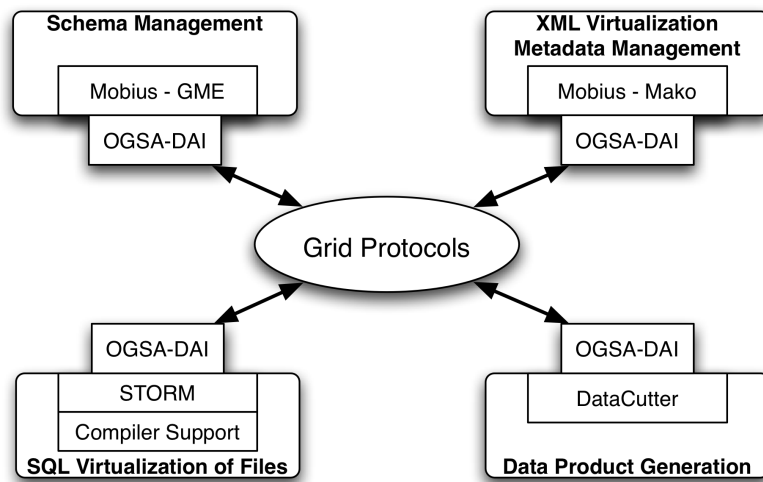 Schema Management
Mobius - GME
OGSA-DAI
XML Virtualization
Metadata Management
Mobius - Mako
OGSA-DAI
Grid Protocols
OGSA-DAI
STORM
Compiler Support
SQL Virtualization of Files
OGSA-DAI
DataCutter
Data Product Generation